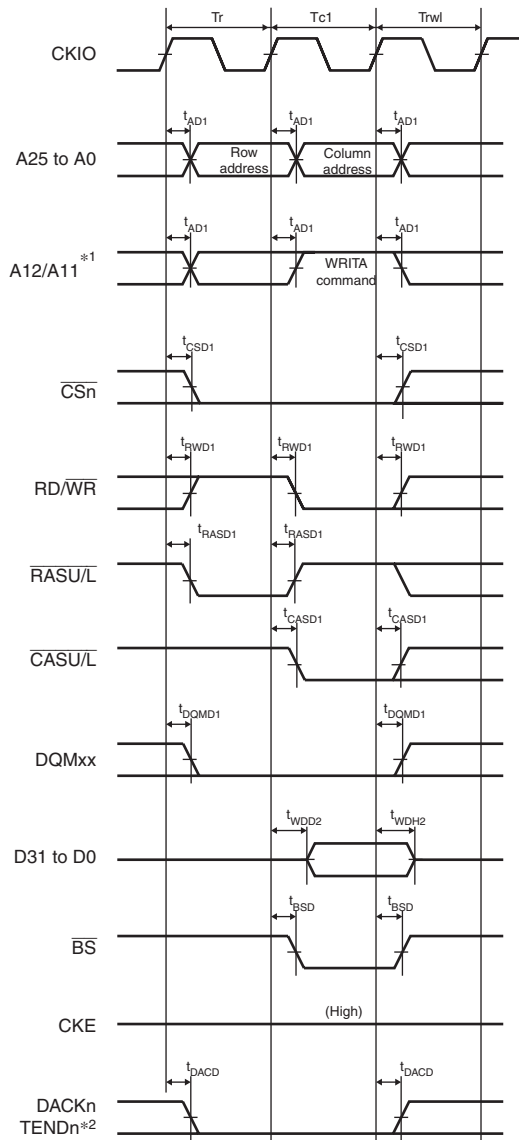 Tr Tc1 Trwl
CKIO
tAD1 tAD1 tAD1
A25 to A0
Row address
Column address
tAD1 tAD1 tAD1
A12/A11*1
WRITA command
tCSD1 tCSD1
CSn
tRWD1 tRWD1 tRWD1
RD/WR
tRASD1 tRASD1
RASU/L
tCASD1 tCASD1
CASU/L
tDQMD1 tDQMD1
DQMxx
tWDD2 tWDH2
D31 to D0
tBSD tBSD
BS
(High)
CKE
tDACD tDACD
DACKn
TENDn*2